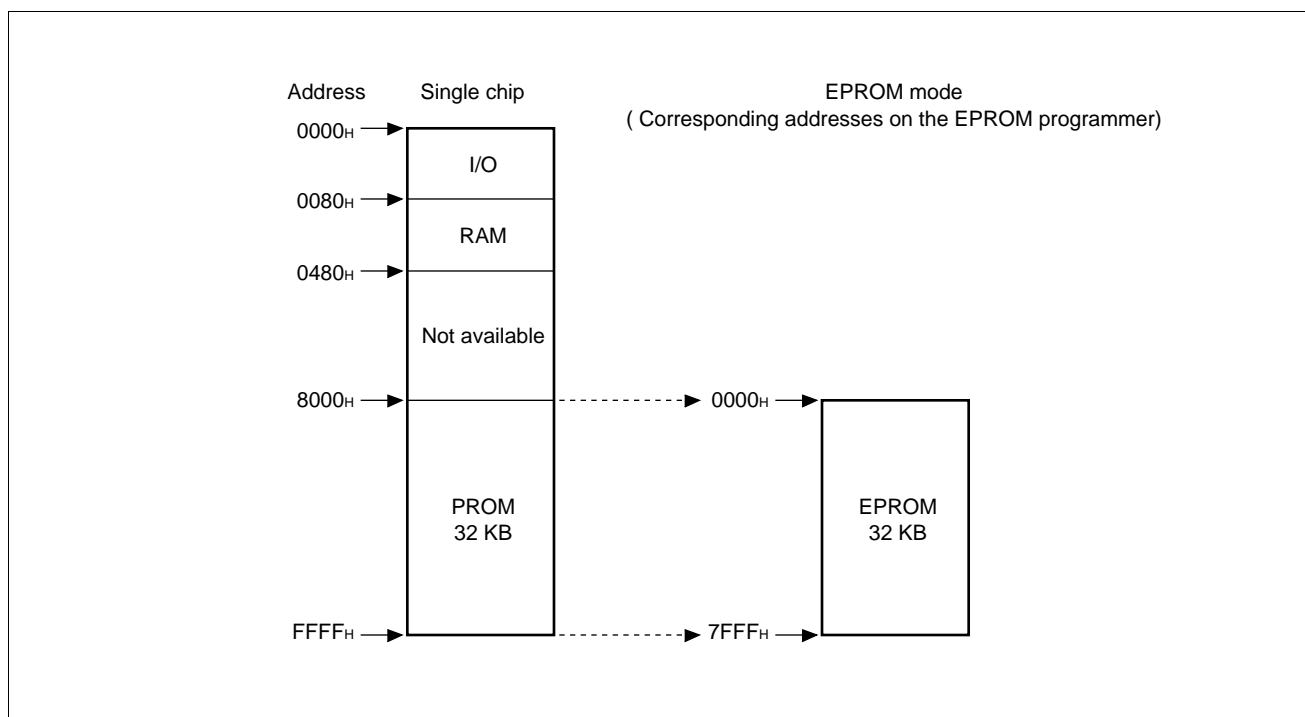 Address Single chip EPROM mode
( Corresponding addresses on the EPROM programmer)
0000H
I/O
0080H
RAM
0480H
Not available
8000H 0000H
PROM EPROM
32 KB 32 KB
FFFFH 7FFFH